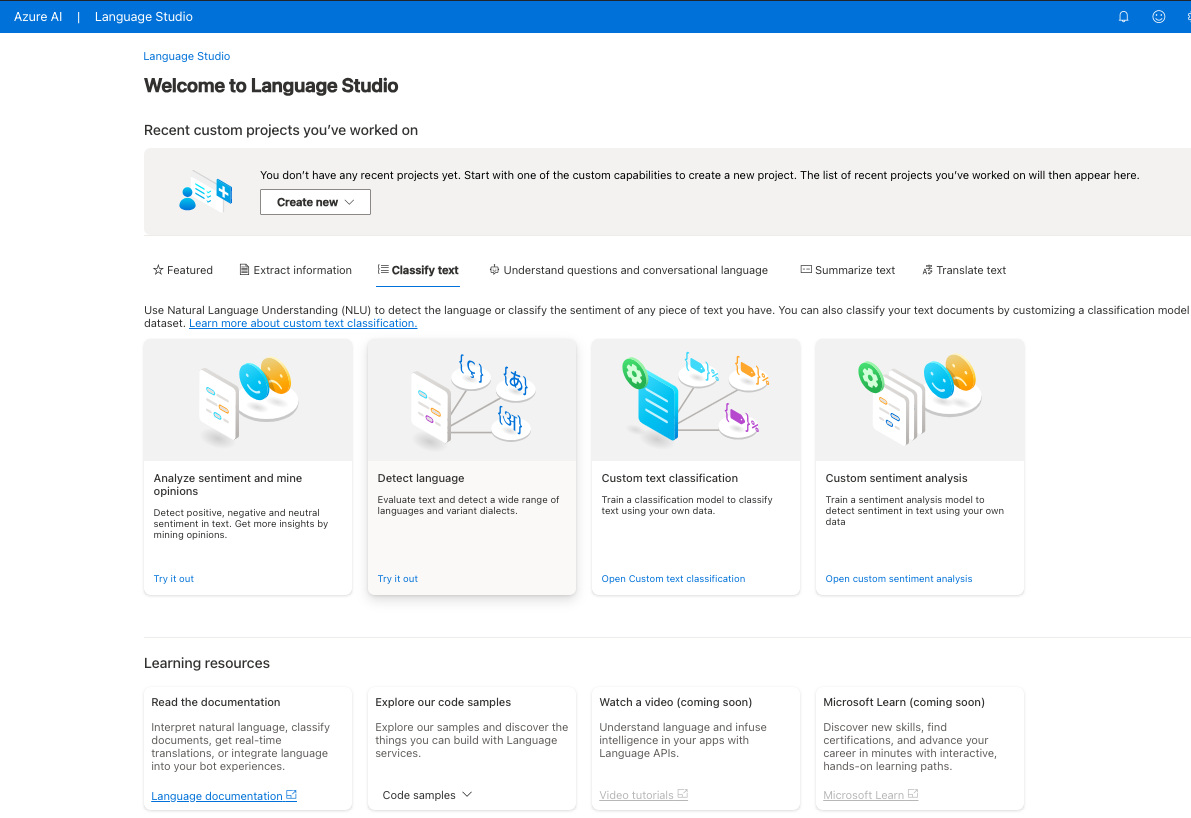 Azure AI | Language Studio
Language Studio
Welcome to Language Studio
Recent custom projects you've worked on
You don't have any recent projects yet. Start with one of the custom capabilities to create a new project. The list of recent projects you've worked on will then appear here.
Create new
Featured
Extract information
Classify text
Understand questions and conversational language
Summarize text
Translate text
Use Natural Language Understanding (NLU) to detect the language or classify the sentiment of any piece of text you have. You can also classify your text documents by customizing a classification model
dataset. Learn more about custom text classification.
{ç}
{あ}
{अ}
%
%
%
Analyze sentiment and mine
opinions
Detect positive, negative and neutral
sentiment in text. Get more insights by
mining opinions.
Try it out
Detect language
Evaluate text and detect a wide range of
languages and variant dialects.
Try it out
Custom text classification
Train a classification model to classify
text using your own data.
Open Custom text classification
Custom sentiment analysis
Train a sentiment analysis model to
detect sentiment in text using your own
data
Open custom sentiment analysis
Learning resources
Read the documentation
Interpret natural language, classify
documents, get real-time
translations, or integrate language
into your bot experiences.
Language documentation
Explore our code samples
Explore our samples and discover the
things you can build with Language
services.
Code samples
Watch a video (coming soon)
Understand language and infuse
intelligence in your apps with
Language APIs.
Video tutorials
Microsoft Learn (coming soon)
Discover new skills, find
certifications, and advance your
career in minutes with interactive,
hands-on learning paths.
Microsoft Learn